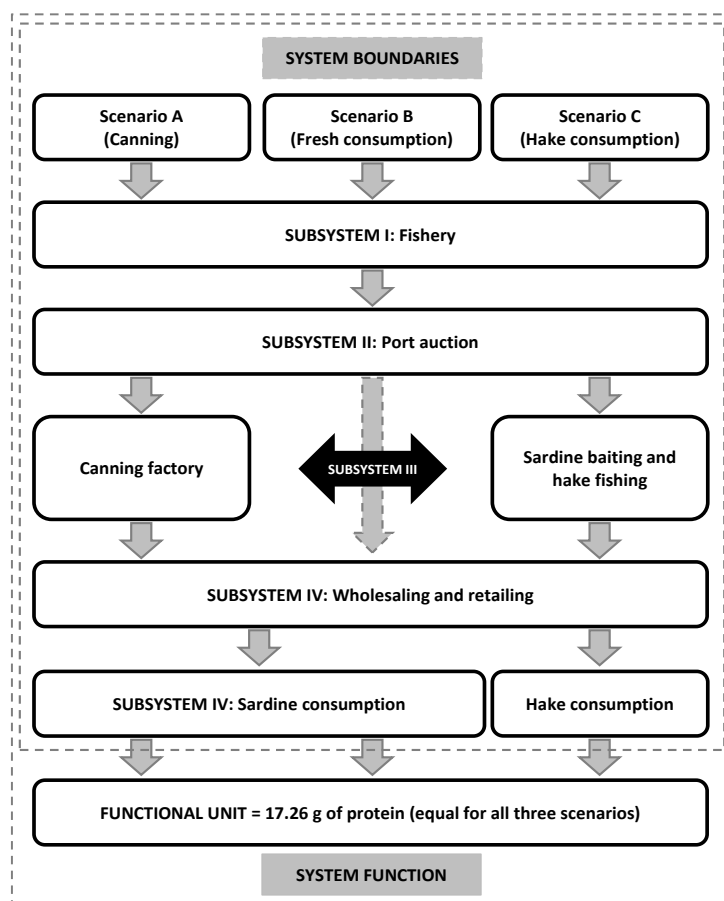 SYSTEM BOUNDARIES
Scenario A
(Canning)
Scenario B
(Fresh consumption)
Scenario C
(Hake consumption)
SUBSYSTEM I: Fishery
SUBSYSTEM II: Port auction
Canning factory
SUBSYSTEM III
Sardine baiting and
hake fishing
SUBSYSTEM IV: Wholesaling and retailing
SUBSYSTEM IV: Sardine consumption
Hake consumption
FUNCTIONAL UNIT = 17.26 g of protein (equal for all three scenarios)
SYSTEM FUNCTION